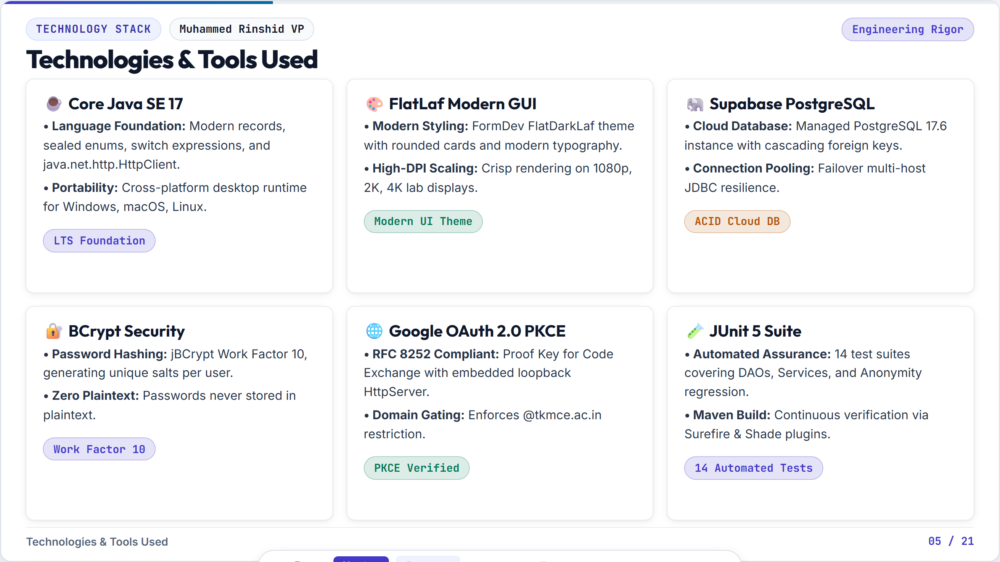 TECHNOLOGY STACK
Muhammed Rinshid VP
Engineering Rigor
Technologies & Tools Used
Core Java SE 17
• Language Foundation: Modern records,
sealed enums, switch expressions, and
java.net.http.HttpClient.
• Portability: Cross-platform desktop runtime
for Windows, macOS, Linux.
LTS Foundation
FlatLaf Modern GUI
• Modern Styling: FormDev FlatDarkLaf theme
with rounded cards and modern typography.
• High-DPI Scaling: Crisp rendering on 1080p,
2K, 4K lab displays.
Modern UI Theme
Supabase PostgreSQL
• Cloud Database: Managed PostgreSQL 17.6
instance with cascading foreign keys.
• Connection Pooling: Failover multi-host
JDBC resilience.
ACID Cloud DB
BCrypt Security
• Password Hashing: jBCrypt Work Factor 10,
generating unique salts per user.
• Zero Plaintext: Passwords never stored in
plaintext.
Work Factor 10
Google OAuth 2.0 PKCE
• RFC 8252 Compliant: Proof Key for Code
Exchange with embedded loopback
HttpServer.
• Domain Gating: Enforces @tkmce.ac.in
restriction.
PKCE Verified
JUnit 5 Suite
• Automated Assurance: 14 test suites
covering DAOs, Services, and Anonymity
regression.
• Maven Build: Continuous verification via
Surefire & Shade plugins.
14 Automated Tests
Technologies & Tools Used
05 / 21